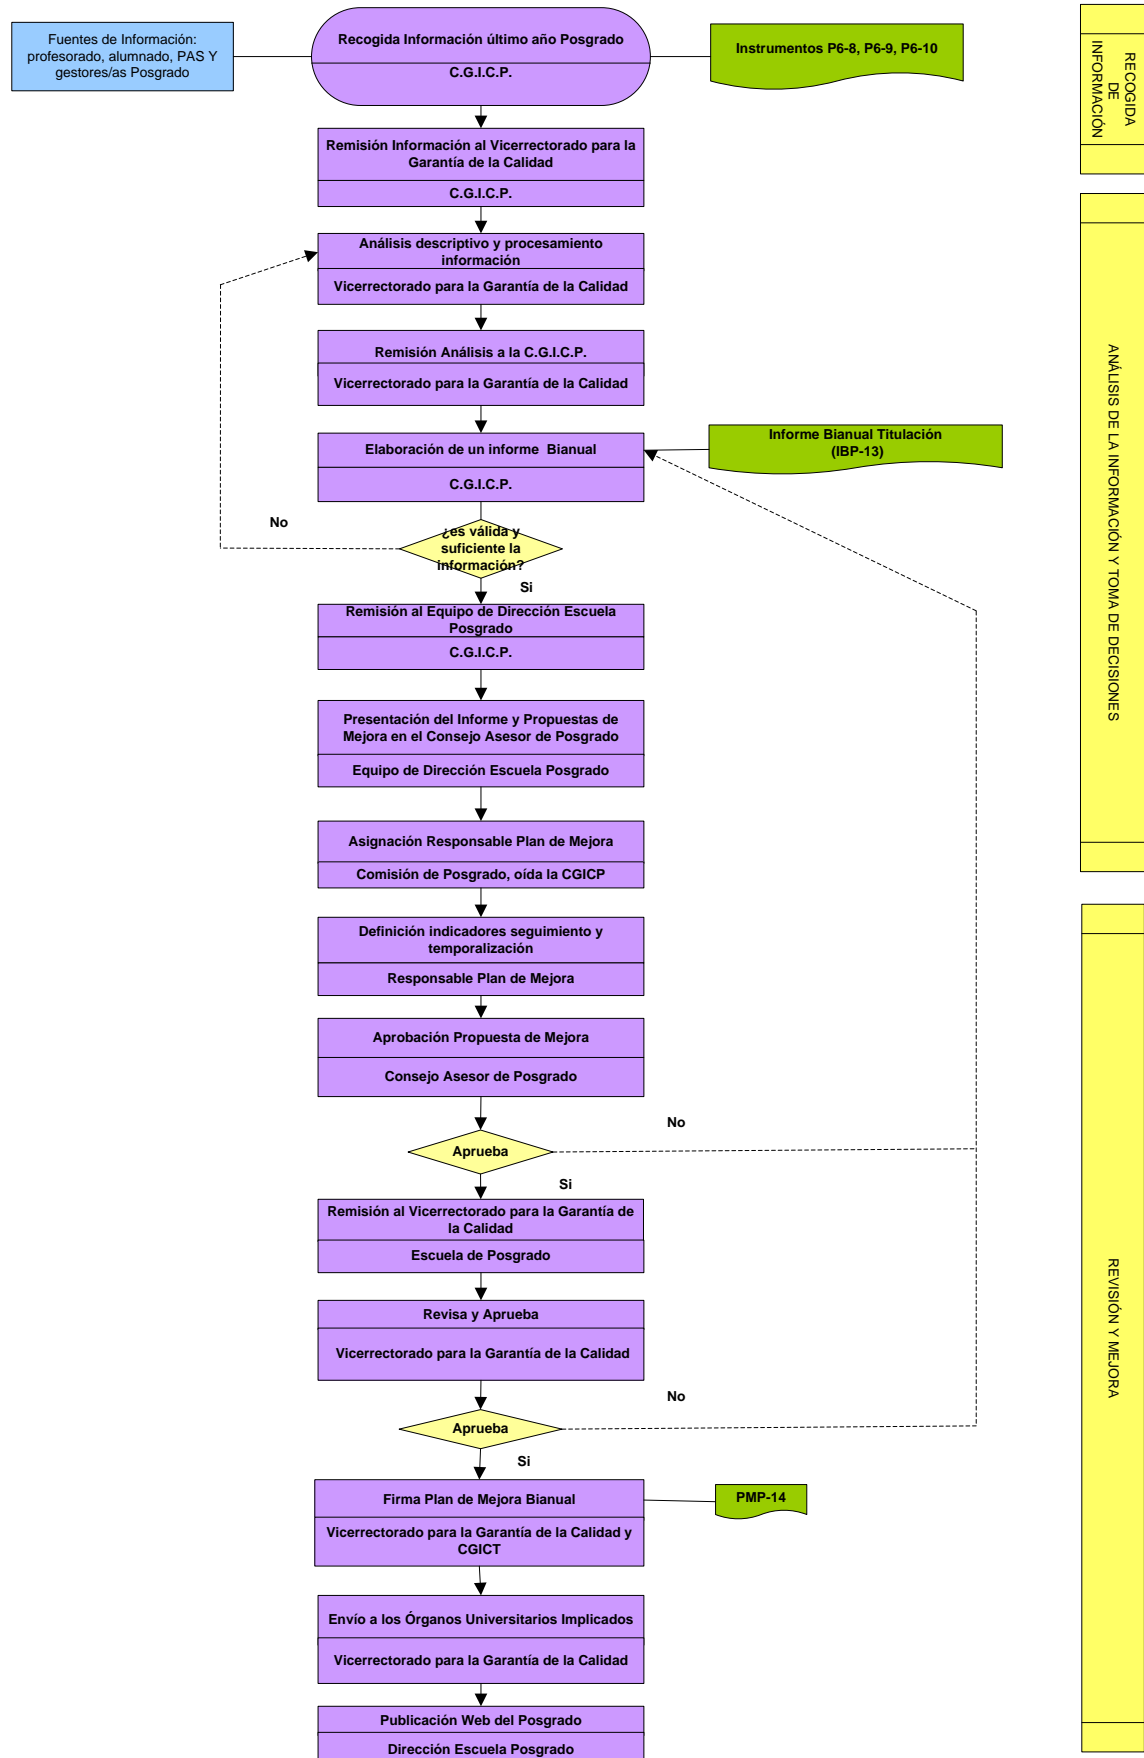 Fuentes de Información:
profesorado, alumnado, PAS Y
gestores/as Posgrado
Recogida Información último año Posgrado
C.G.I.C.P.
Instrumentos P6-8, P6-9, P6-10
RECOGIDA
DE
INFORMACIÓN
Remisión Información al Vicerrectorado para la
Garantía de la Calidad
C.G.I.C.P.
Análisis descriptivo y procesamiento
información
Vicerrectorado para la Garantía de la Calidad
Remisión Análisis a la C.G.I.C.P.
Vicerrectorado para la Garantía de la Calidad
Elaboración de un informe  Bianual
C.G.I.C.P.
Informe Bianual Titulación
(IBP-13)
ANÁLISIS DE LA INFORMACIÓN Y TOMA DE DECISIONES
No
¿es válida y
suficiente la
información?
Si
Remisión al Equipo de Dirección Escuela
Posgrado
C.G.I.C.P.
Presentación del Informe y Propuestas de
Mejora en el Consejo Asesor de Posgrado
Equipo de Dirección Escuela Posgrado
Asignación Responsable Plan de Mejora
Comisión de Posgrado, oída la CGICP
Definición indicadores seguimiento y
temporalización
Responsable Plan de Mejora
Aprobación Propuesta de Mejora
Consejo Asesor de Posgrado
No
Aprueba
Si
Remisión al Vicerrectorado para la Garantía de
la Calidad
Escuela de Posgrado
Revisa y Aprueba
Vicerrectorado para la Garantía de la Calidad
REVISIÓN Y MEJORA
No
Aprueba
Si
Firma Plan de Mejora Bianual
Vicerrectorado para la Garantía de la Calidad y
CGICT
PMP-14
Envío a los Órganos Universitarios Implicados
Vicerrectorado para la Garantía de la Calidad
Publicación Web del Posgrado
Dirección Escuela Posgrado